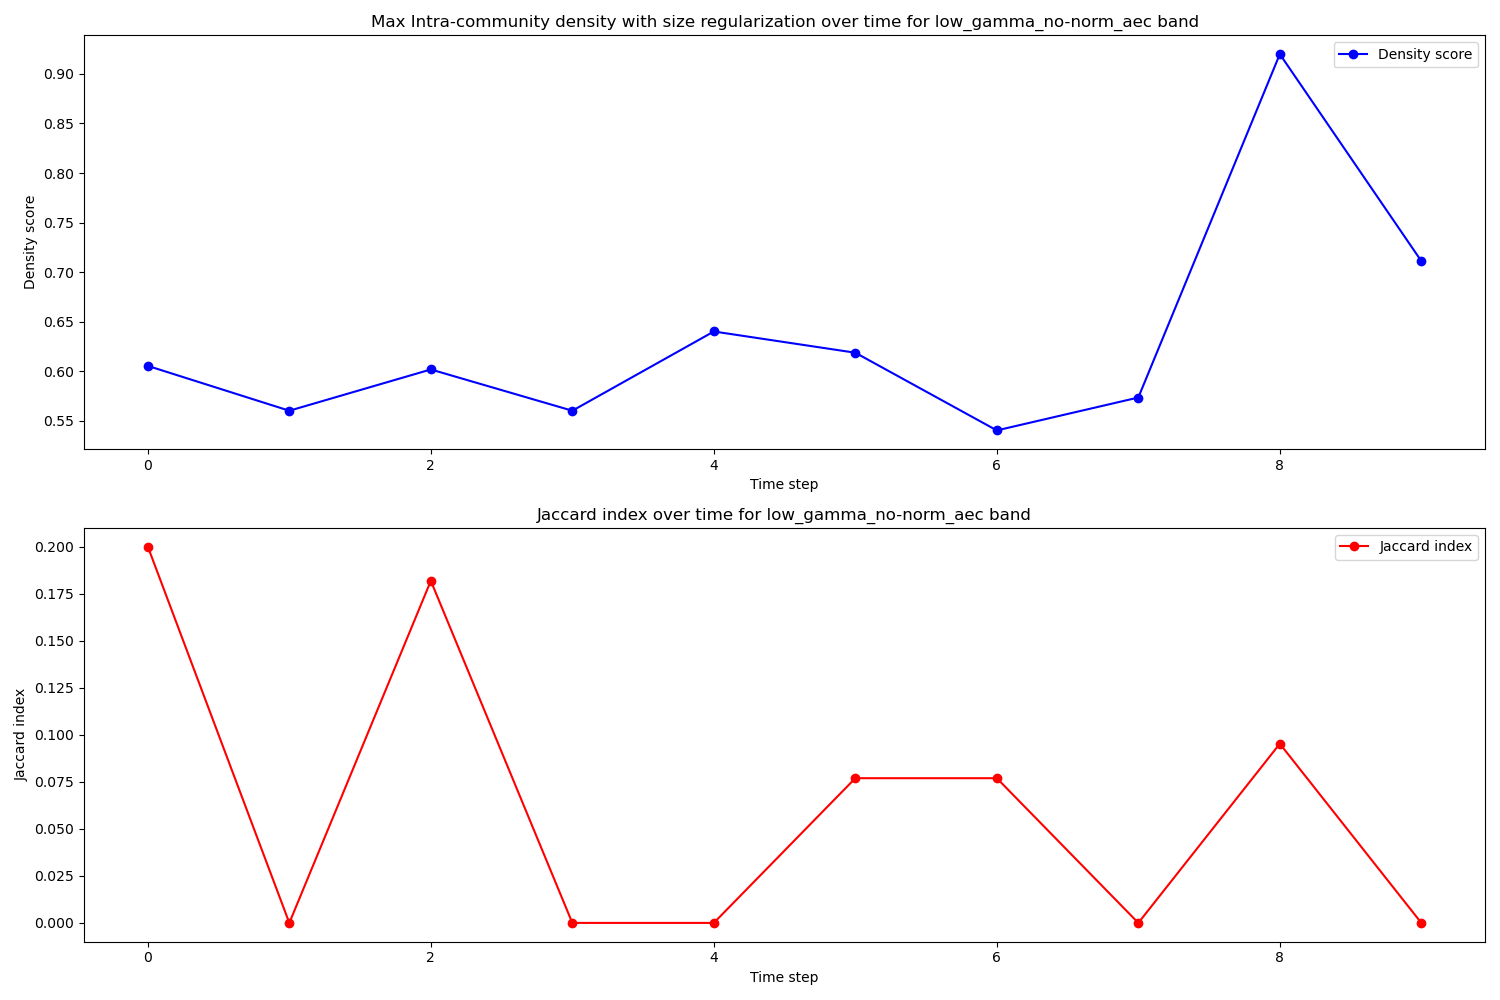 Max Intra-community density with size regularization over time for low_gamma_no-norm_aec band
Density score
0.90
0.85
0.80
0.75
0.70
0.65
0.60
0.55
Density score
0 2 4 6 8
Time step
Jaccard index over time for low_gamma_no-norm_aec band
Jaccard index
0.200
0.175
0.150
0.125
0.100
0.075
0.050
0.025
0.000
Jaccard index
0 2 4 6 8
Time step